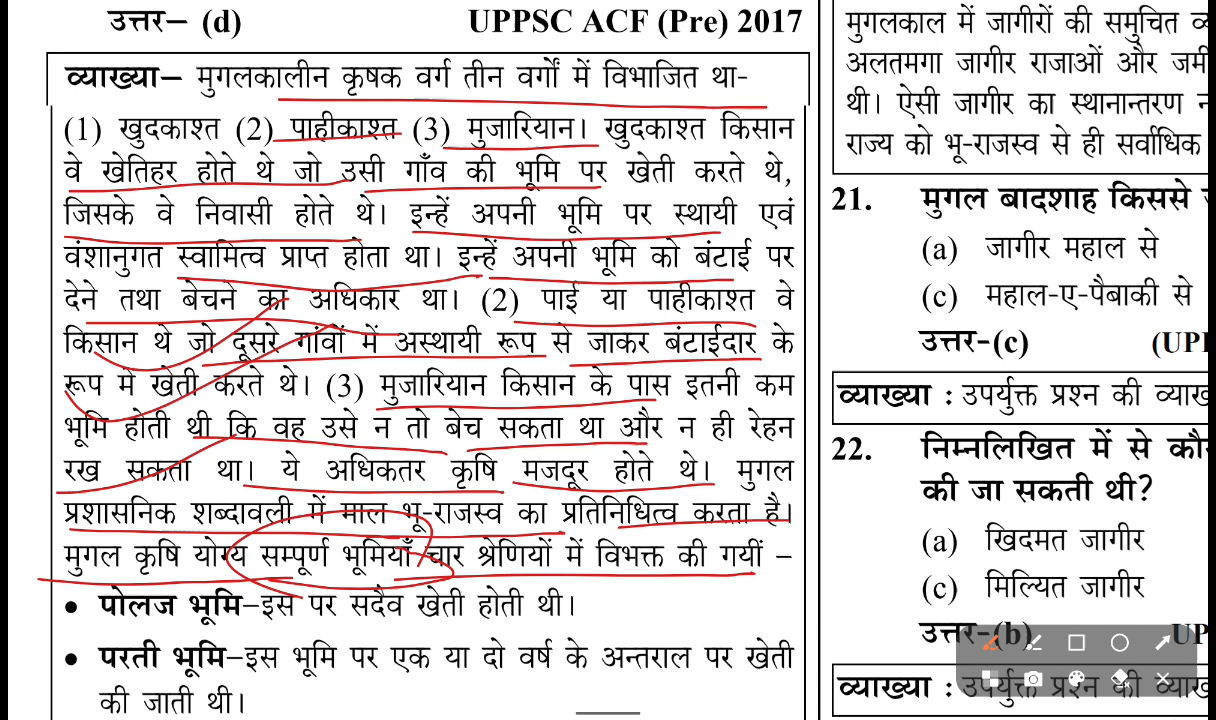 उत्तर– (d) UPPSC ACF (Pre) 2017
व्याख्या– मुगलकालीन कृषक वर्ग तीन वर्गों में विभाजित था-
(1) खुदकाश्त (2) पाहीकाश्त (3) मुजारियान। खुदकाश्त किसान
वे खेतिहर होते थे जो उसी गाँव की भूमि पर खेती करते थे,
जिसके वे निवासी होते थे। इन्हें अपनी भूमि पर स्थायी एवं
वंशानुगत स्वामित्व प्राप्त होता था। इन्हें अपनी भूमि को बंटाई पर
देने तथा बेचने का अधिकार था। (2) पाई या पाहीकाश्त वे
किसान थे जो दूसरे गांवों में अस्थायी रूप से जाकर बंटाईदार के
रूप में खेती करते थे। (3) मुजारियान किसान के पास इतनी कम
भूमि होती थी कि वह उसे न तो बेच सकता था और न ही रेहन
रख सकता था। ये अधिकतर कृषि मजदूर होते थे। मुगल
प्रशासनिक शब्दावली में माल भू-राजस्व का प्रतिनिधित्व करता है।
मुगल कृषि योग्य सम्पूर्ण भूमियाँ चार श्रेणियों में विभक्त की गयीं –
• पोलज भूमि–इस पर सदैव खेती होती थी।
• परती भूमि–इस भूमि पर एक या दो वर्ष के अन्तराल पर खेती
की जाती थी।
मुगलकाल में जागीरों की समुचित
अलतमगा जागीर राजाओं और
थी। ऐसी जागीर का स्थानान्तरण
राज्य को भू-राजस्व से ही सर्वाधिक
21. मुगल बादशाह किससे
(a) जागीर महाल से
(c) महाल-ए-पैबाकी से
उत्तर-(c) (UP
व्याख्या : उपर्युक्त प्रश्न की
22. निम्नलिखित में से
की जा सकती थी?
(a) खिदमत जागीर
(c) मिल्यित जागीर
उत्तर-(b) UP
व्याख्या : उपर्युक्त प्रश्न की